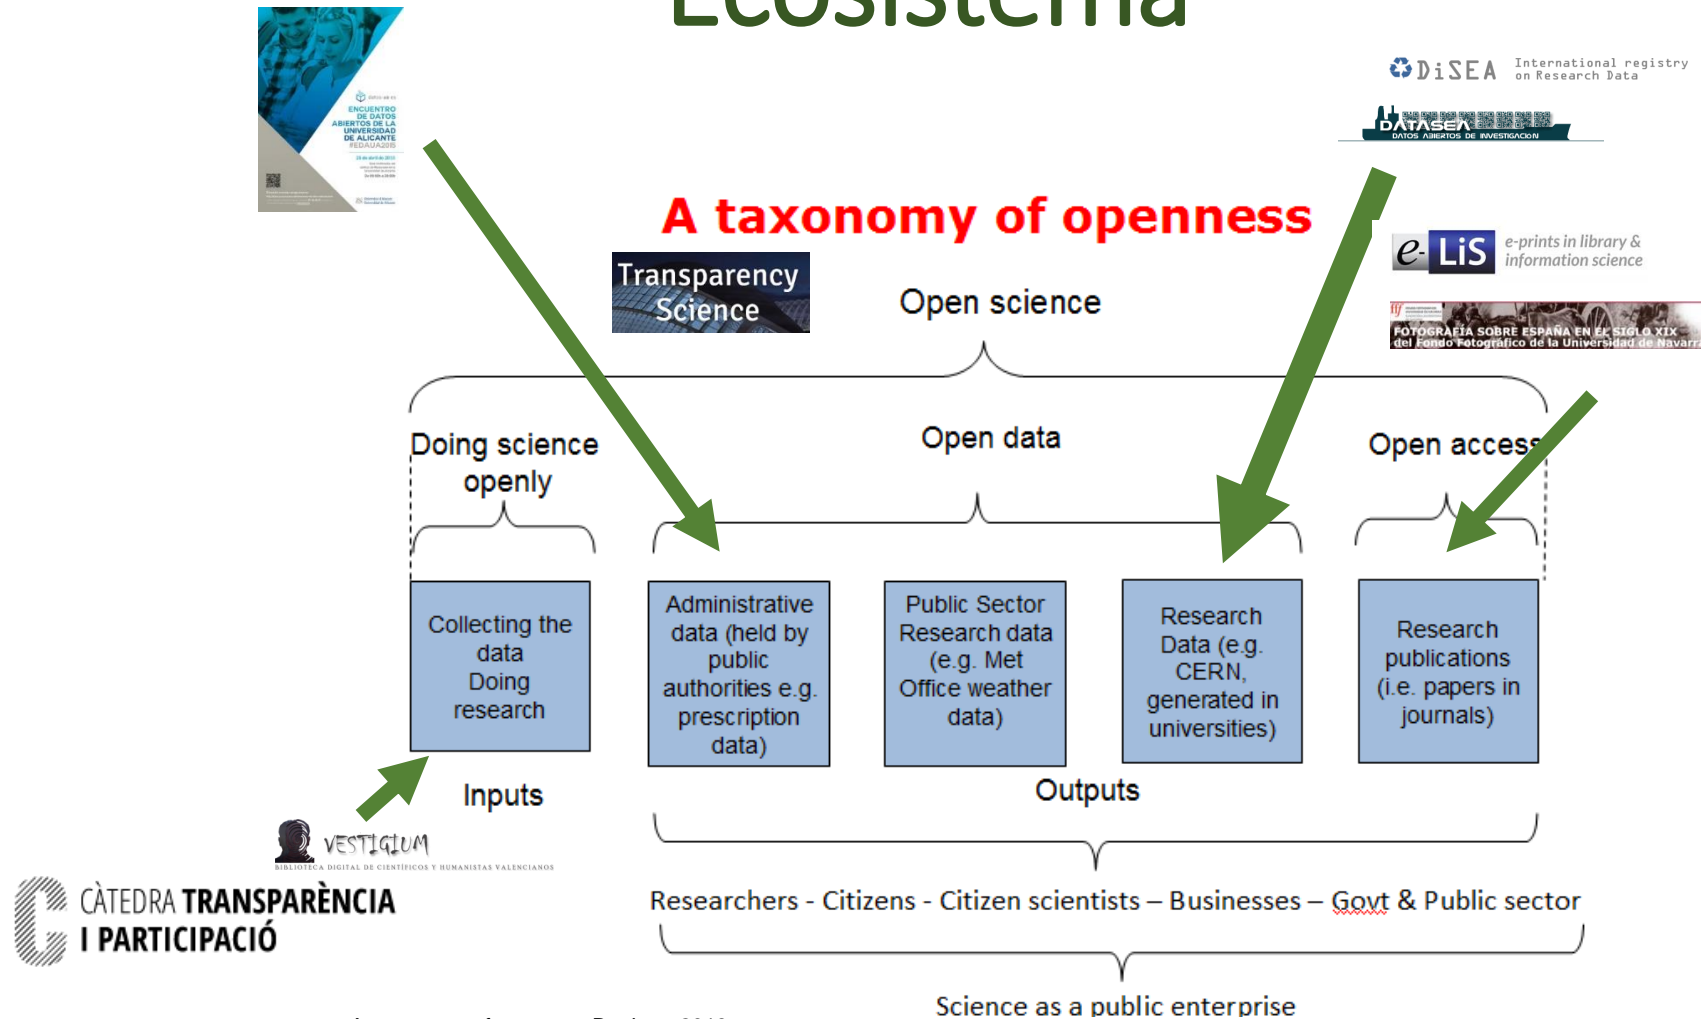 Ecosistema
ENCUENTRO
DE DATOS
ABIERTOS DE LA
UNIVERSIDAD
DE ALICANTE
#EDAUA2015
DiSEA International registry
on Research Data
DATASEA
DATOS ABIERTOS DE INVESTIGACION
A taxonomy of openness
e-LiS e-prints in library &
information science
Transparency
Science
Open science
FOTOGRAFÍA SOBRE ESPAÑA EN EL SIGLO XIX
del Fondo Fotográfico de la Universidad de Navarra
Doing science
openly
Open data
Open access
Collecting the
data
Doing
research
Administrative
data (held by
public
authorities e.g.
prescription
data)
Public Sector
Research data
(e.g. Met
Office weather
data)
Research
Data (e.g.
CERN,
generated in
universities)
Research
publications
(i.e. papers in
journals)
Inputs
Outputs
VESTIGIUM
BIBLIOTECA DIGITAL DE CIENTÍFICOS Y HUMANISTAS VALENCIANOS
CÀTEDRA TRANSPARÈNCIA
I PARTICIPACIÓ
Researchers - Citizens - Citizen scientists – Businesses – Govt & Public sector
Science as a public enterprise